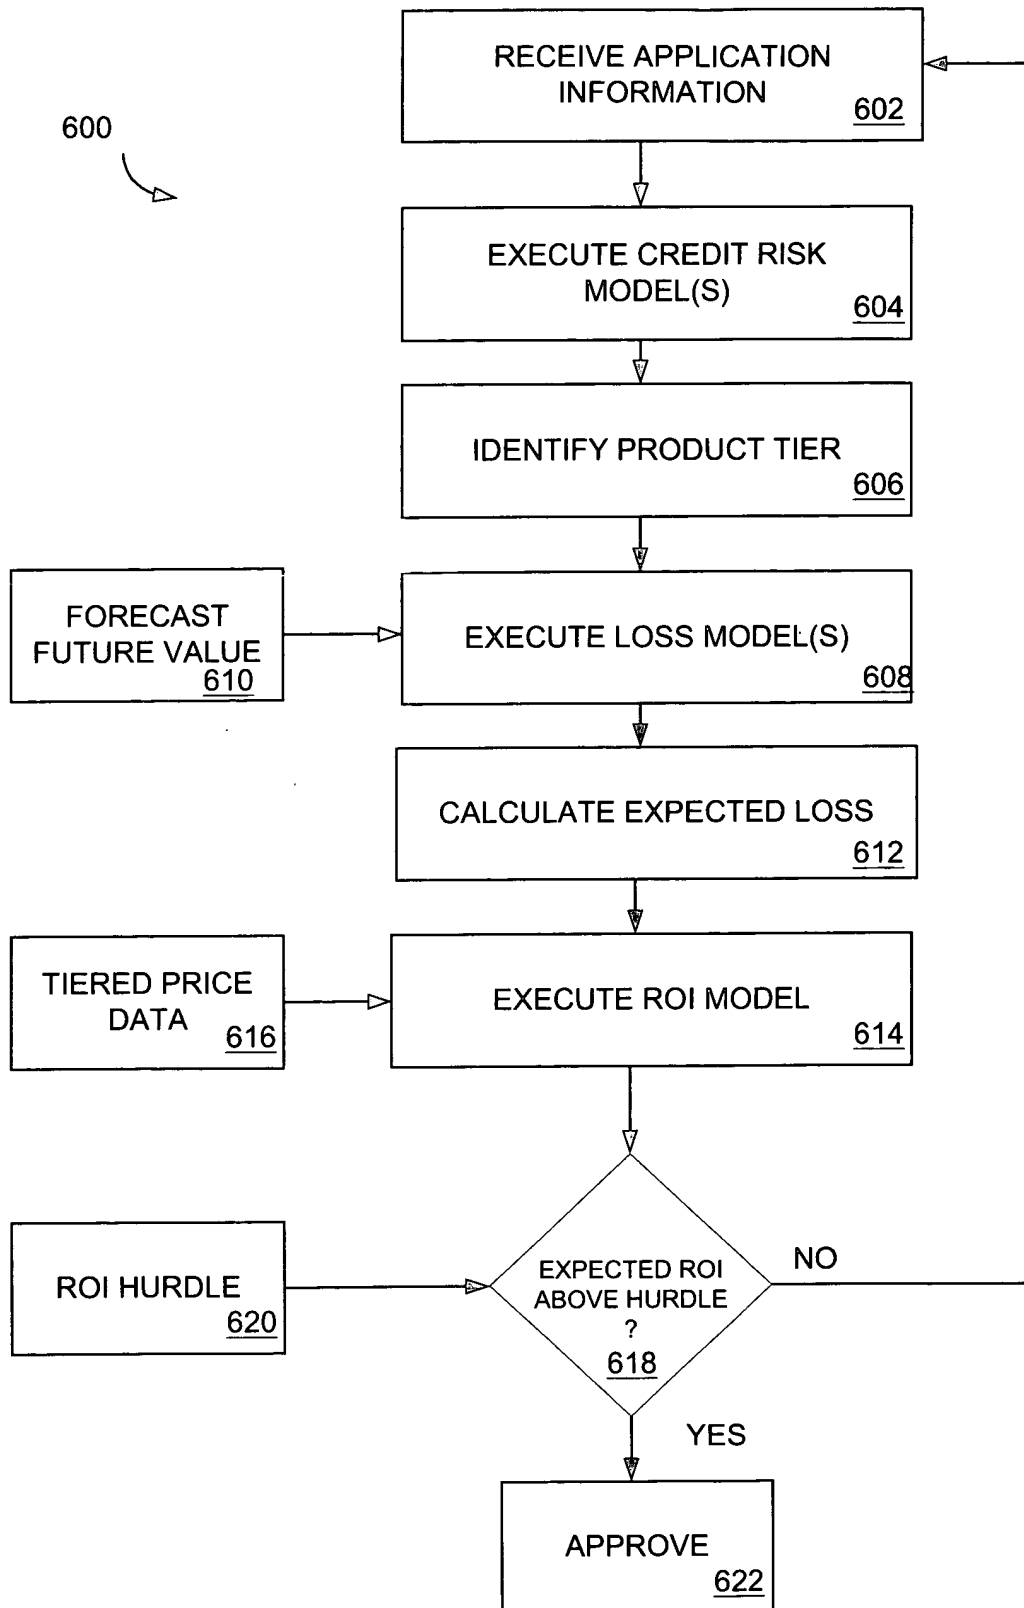 RECEIVE APPLICATION
INFORMATION
602
600
EXECUTE CREDIT RISK
MODEL(S)
604
IDENTIFY PRODUCT TIER
606
FORECAST
FUTURE VALUE
610
EXECUTE LOSS MODEL(S)
608
CALCULATE EXPECTED LOSS
612
TIERED PRICE
DATA
616
EXECUTE ROI MODEL
614
ROI HURDLE
620
EXPECTED ROI
ABOVE HURDLE
?
618
NO
YES
APPROVE
622